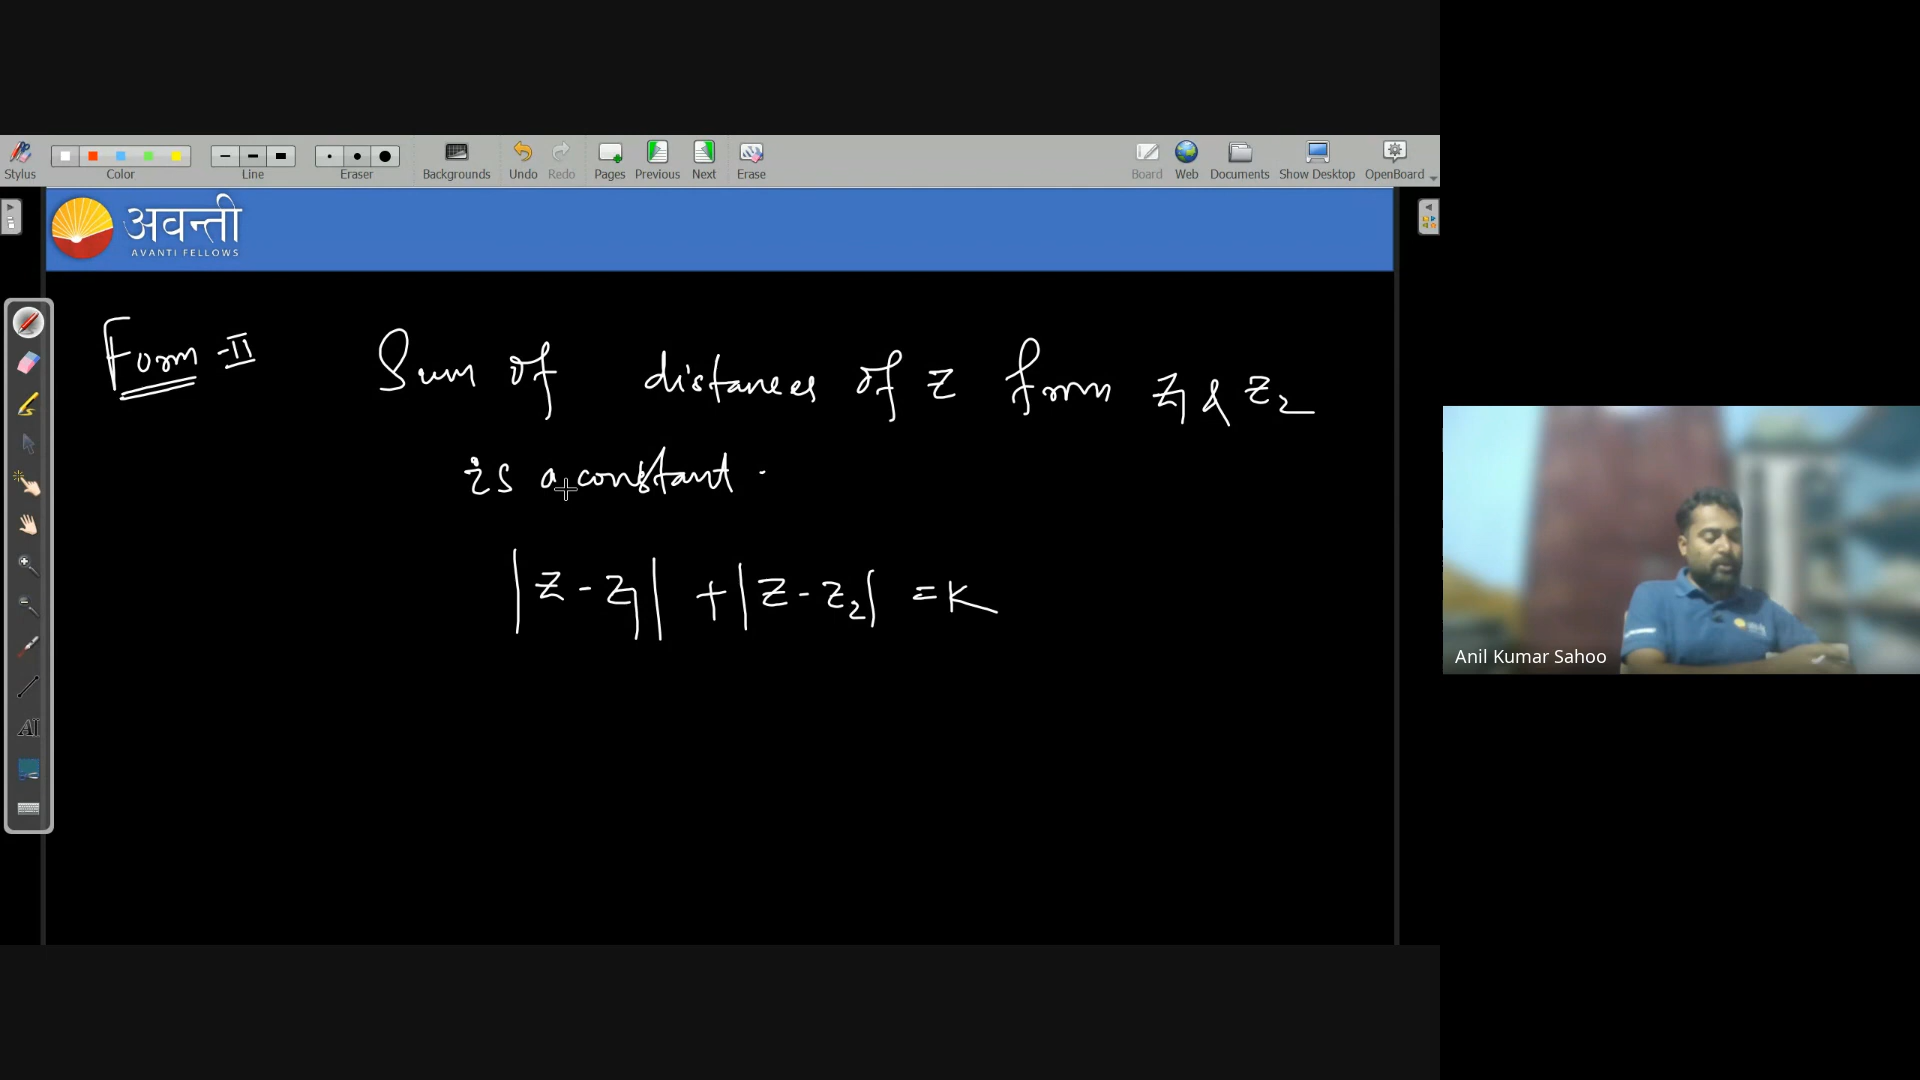 Stylus Color Line Eraser Backgrounds Undo Redo Pages Previous Next Erase Board Web Documents Show Desktop OpenBoard
अवन्ती
AVANTI FELLOWS
Form-II Sum of distances of z from z₁ & z₂
is a constant.
|z - z₁| + |z - z₂| = K
Anil Kumar Sahoo